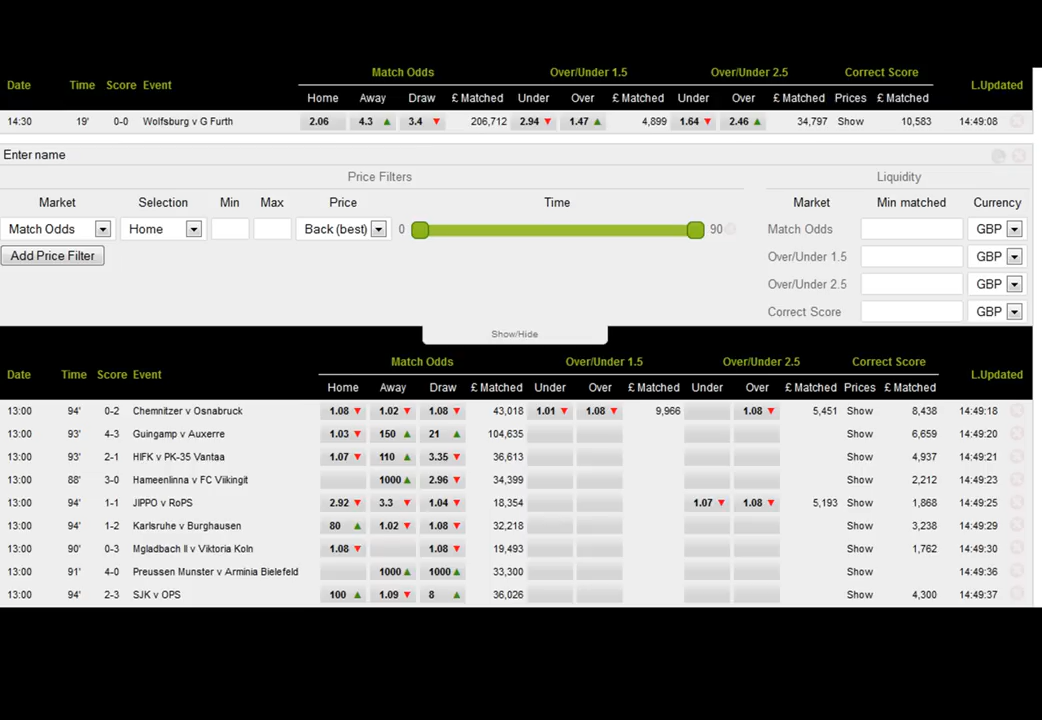 Match Odds Over/Under 1.5 Over/Under 2.5 Correct Score
Date Time Score Event L.Updated
Home Away Draw £ Matched Under Over £ Matched Under Over £ Matched Prices £ Matched
14:30 19' 0-0 Wolfsburg v G Furth 2.06 4.3 3.4 206,712 2.94 1.47 4,899 1.64 2.46 34,797 Show 10,583 14:49:08
Enter name
Price Filters Liquidity
Market Selection Min Max Price Time Market Min matched Currency
Match Odds Home Back (best) 0 90 Match Odds GBP
Add Price Filter Over/Under 1.5 GBP
Over/Under 2.5 GBP
Correct Score GBP
Show/Hide
Match Odds Over/Under 1.5 Over/Under 2.5 Correct Score
Date Time Score Event L.Updated
Home Away Draw £ Matched Under Over £ Matched Under Over £ Matched Prices £ Matched
13:00 94' 0-2 Chemnitzer v Osnabruck 1.08 1.02 1.08 43,018 1.01 1.08 9,966 1.08 5,451 Show 8,438 14:49:18
13:00 93' 4-3 Guingamp v Auxerre 1.03 150 21 104,635 Show 6,659 14:49:20
13:00 93' 2-1 HIFK v PK-35 Vantaa 1.07 110 3.35 36,613 Show 4,937 14:49:21
13:00 88' 3-0 Hameenlinna v FC Viikingit 1000 2.96 34,399 Show 2,212 14:49:23
13:00 94' 1-1 JIPPO v RoPS 2.92 3.3 1.04 18,354 1.07 1.08 5,193 Show 1,868 14:49:25
13:00 94' 1-2 Karlsruhe v Burghausen 80 1.02 1.08 32,218 Show 3,238 14:49:29
13:00 90' 0-3 Mgladbach II v Viktoria Koln 1.08 1.08 19,493 Show 1,762 14:49:30
13:00 91' 4-0 Preussen Munster v Arminia Bielefeld 1000 1000 33,300 Show 14:49:36
13:00 94' 2-3 SJK v OPS 100 1.09 8 36,026 Show 4,300 14:49:37